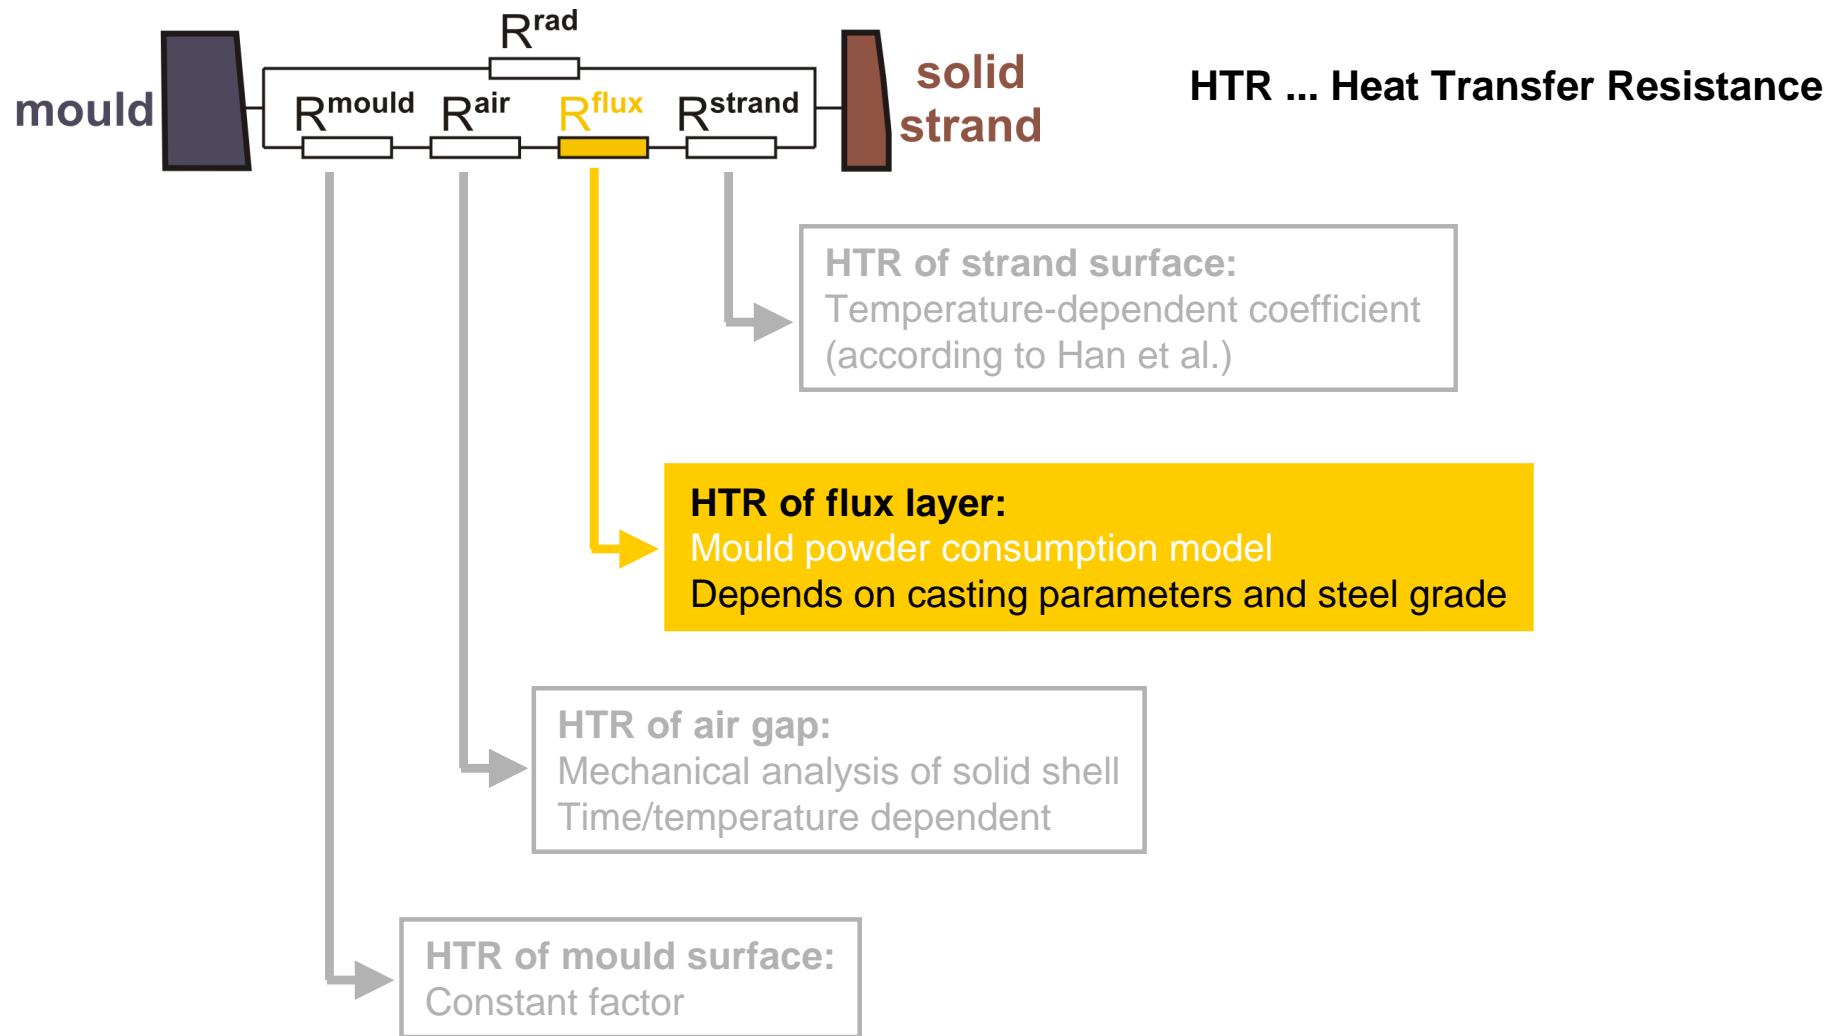 R^rad
mould
R^mould R^air R^flux R^strand
solid
strand
HTR ... Heat Transfer Resistance
HTR of strand surface:
Temperature-dependent coefficient
(according to Han et al.)
HTR of flux layer:
Mould powder consumption model
Depends on casting parameters and steel grade
HTR of air gap:
Mechanical analysis of solid shell
Time/temperature dependent
HTR of mould surface:
Constant factor